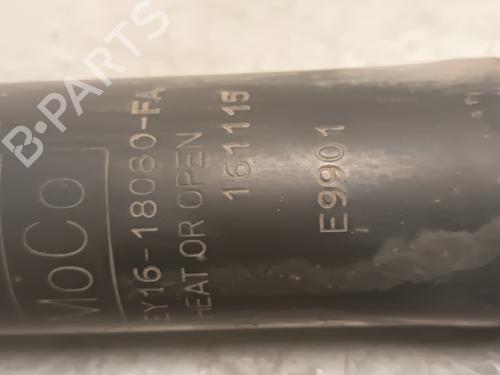 MoCo
EY16-18080-FA
HEAT OR OPEN
161115
E9901
B-PARTS